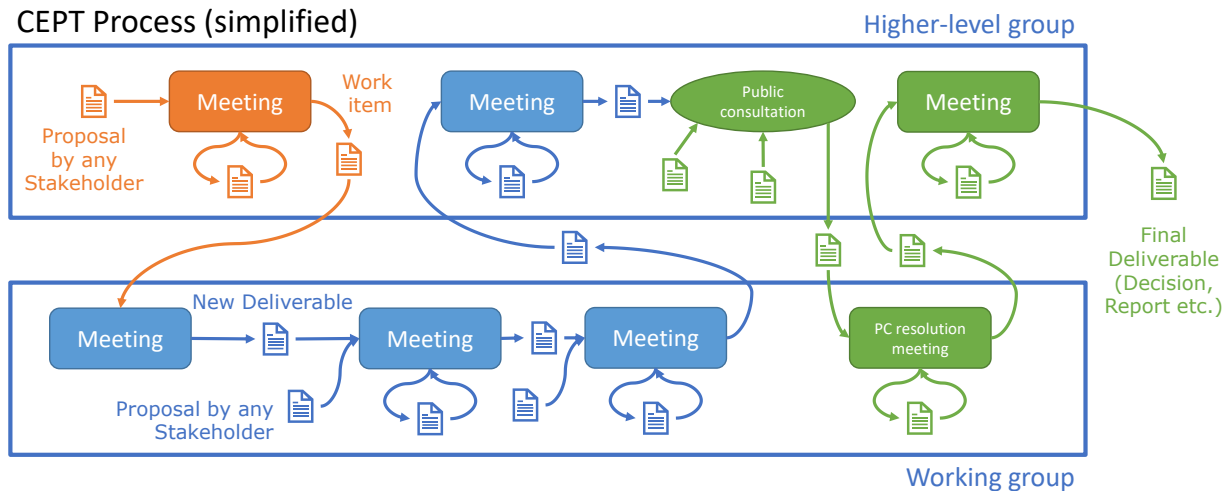 CEPT Process (simplified)
Higher-level group
Proposal
by any
Stakeholder
Meeting
Work
item
Meeting
Public
consultation
Meeting
Final
Deliverable
(Decision,
Report etc.)
Meeting
New Deliverable
Proposal by any
Stakeholder
Meeting
Meeting
PC resolution
meeting
Working group